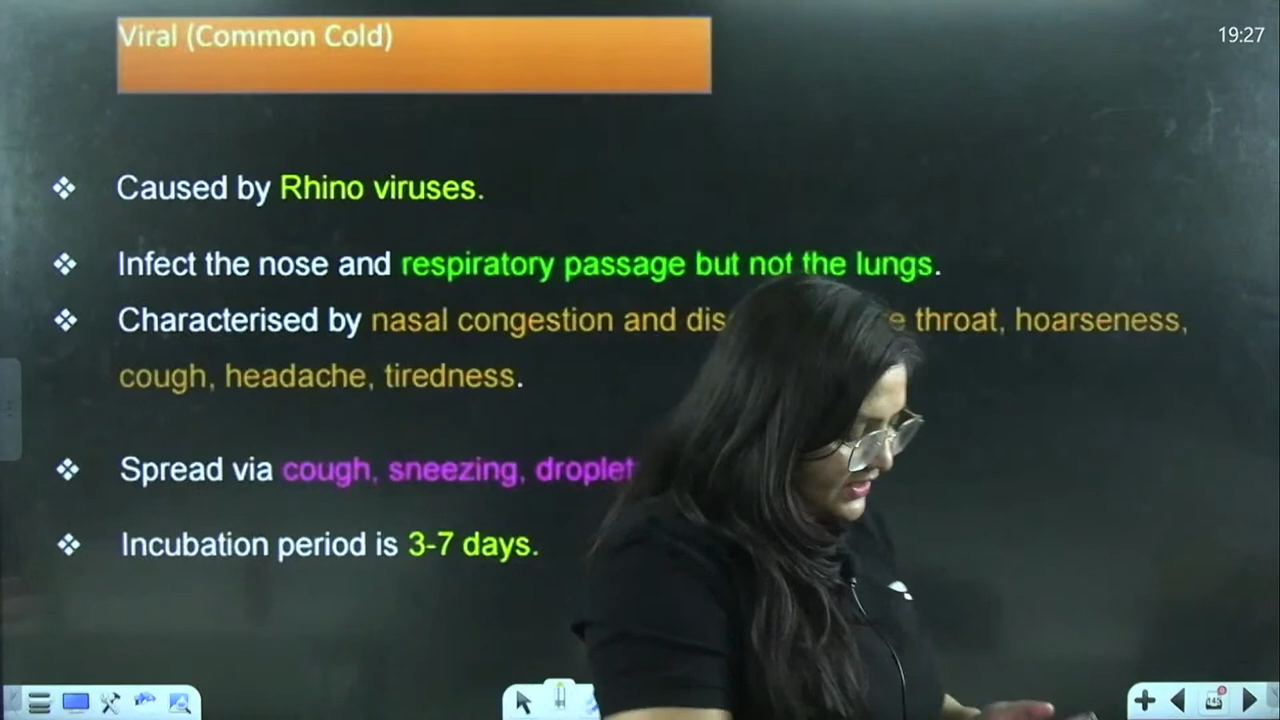 Viral (Common Cold)
19:27
❖ Caused by Rhino viruses.
❖ Infect the nose and respiratory passage but not the lungs.
❖ Characterised by nasal congestion and throat, hoarseness,
cough, headache, tiredness.
❖ Spread via cough, sneezing, droplet
❖ Incubation period is 3-7 days.